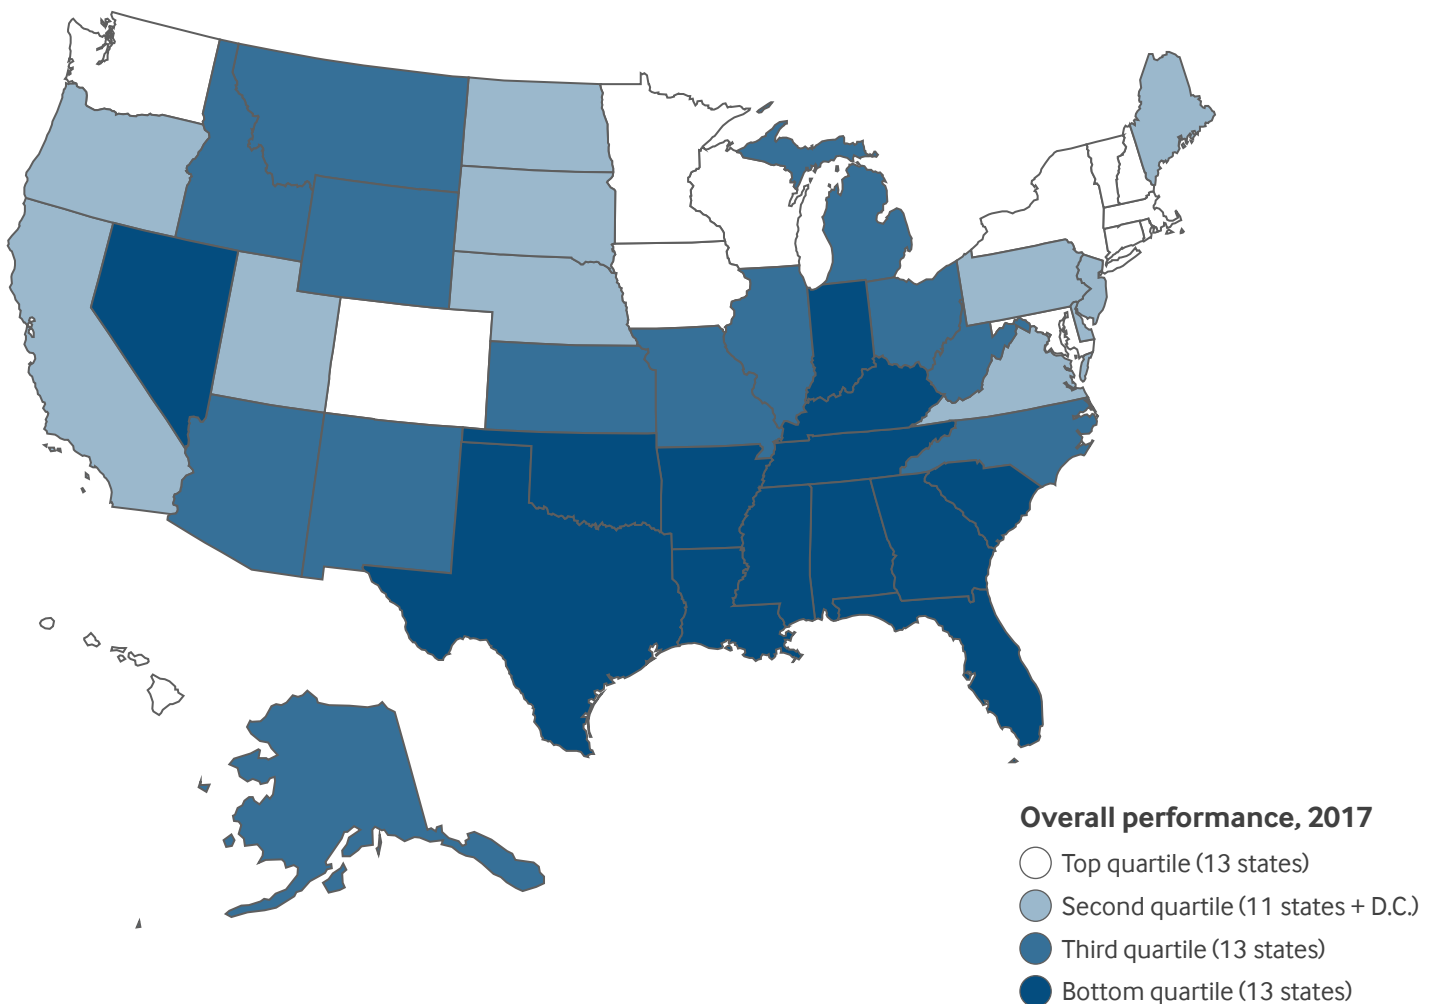 Overall performance, 2017
Top quartile (13 states)
Second quartile (11 states + D.C.)
Third quartile (13 states)
Bottom quartile (13 states)